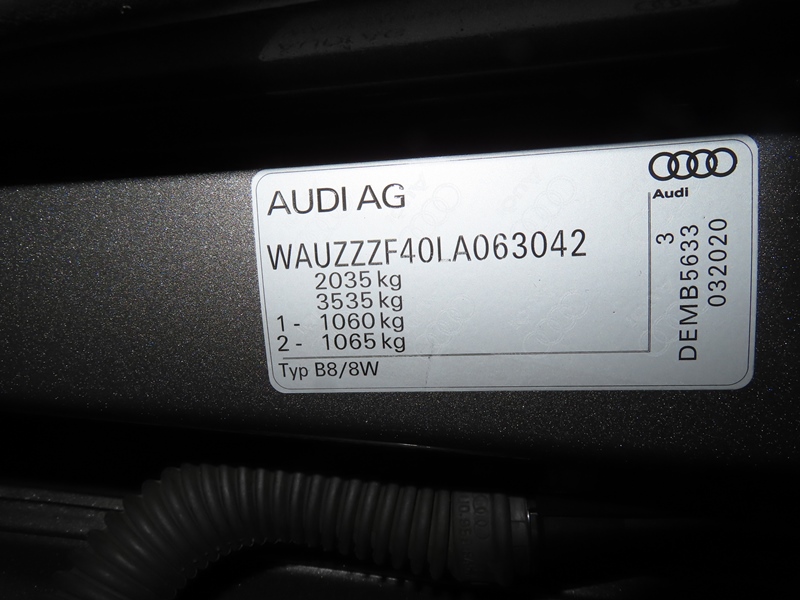 AUDI AG
Audi
WAUZZZF40LA063042
2035 kg
3535 kg
1 - 1060 kg
2 - 1065 kg
Typ B8/8W
3
DEMB5633
032020